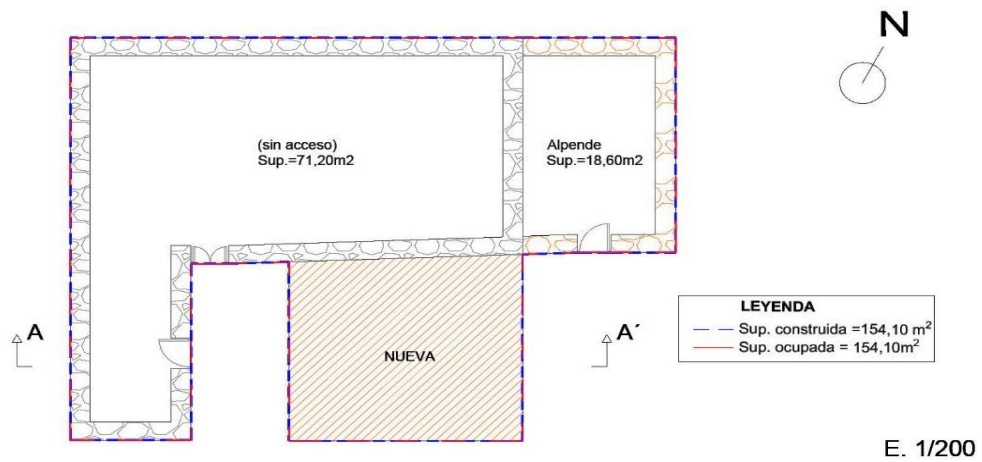 N
(sin acceso)
Sup.=71,20m2
Alpende
Sup.=18,60m2
A
A´
NUEVA
LEYENDA
Sup. construida =154,10 m²
Sup. ocupada = 154,10m²
E. 1/200